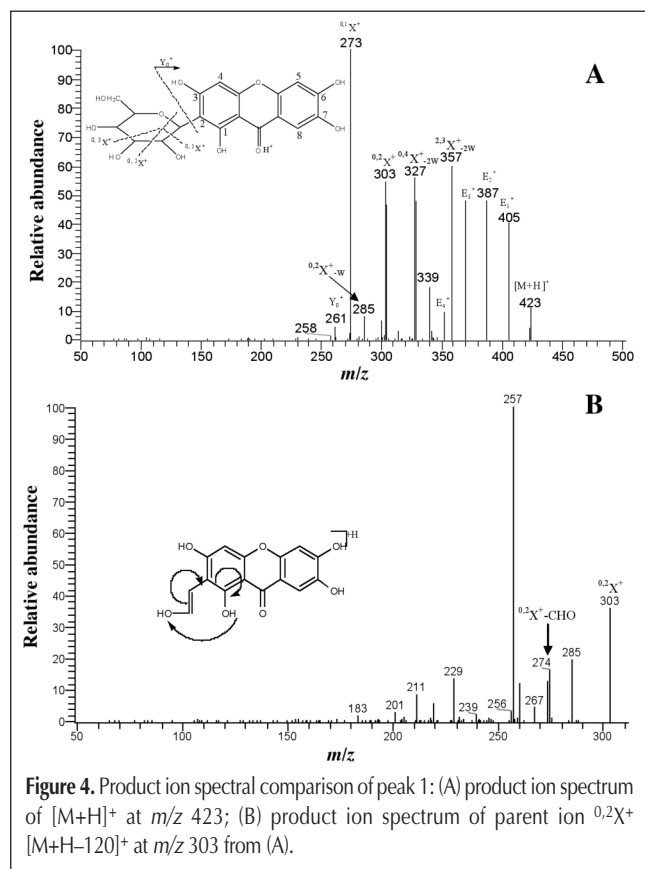 A
Relative abundance
100
90
80
70
60
50
40
30
20
10
0
0,1X+
273
Y0+
HO
4
O
5
OH
3
6
HOH2C
O
2
7
OH
HO
1
8
0,3X+
0,1X+
HO
OH
OH
O
H+
0,2X+
2,3X+-2W
0,2X+
0,4X+-2W
357
E2+
303
327
E3+
387
E1+
405
0,2X+-W
339
[M+H]+
Y0+
285
E4+
423
258
261
50
100
150
200
250
300
350
400
450
500
m/z
B
Relative abundance
100
90
80
70
60
50
40
30
20
10
0
257
+H
HO
O
OH
HO
OH
O
OH
0,2X+
303
0,2X+-CHO
274
285
229
211
183
201
239
256
267
50
100
150
200
250
300
m/z
Figure 4. Product ion spectral comparison of peak 1: (A) product ion spectrum
of [M+H]+ at m/z 423; (B) product ion spectrum of parent ion 0,2X+
[M+H–120]+ at m/z 303 from (A).